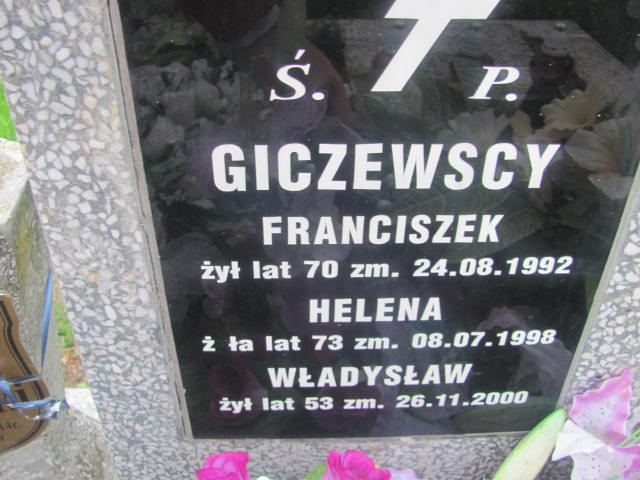 Ś. P.
GICZEWSCY
FRANCISZEK
żył lat 70 zm. 24.08.1992
HELENA
ż ła lat 73 zm. 08.07.1998
WŁADYSŁAW
żył lat 53 zm. 26.11.2000